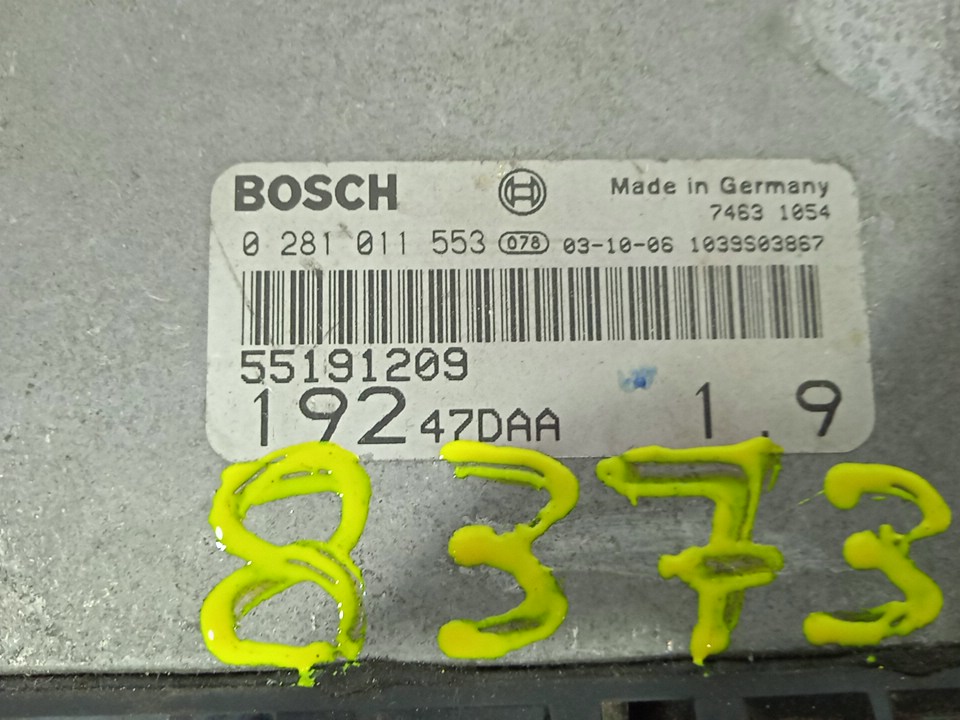 BOSCH Made in Germany
7463 1054
0 281 011 553 078 03-10-06 1039S03867
55191209
192 47DAA 1.9
8373